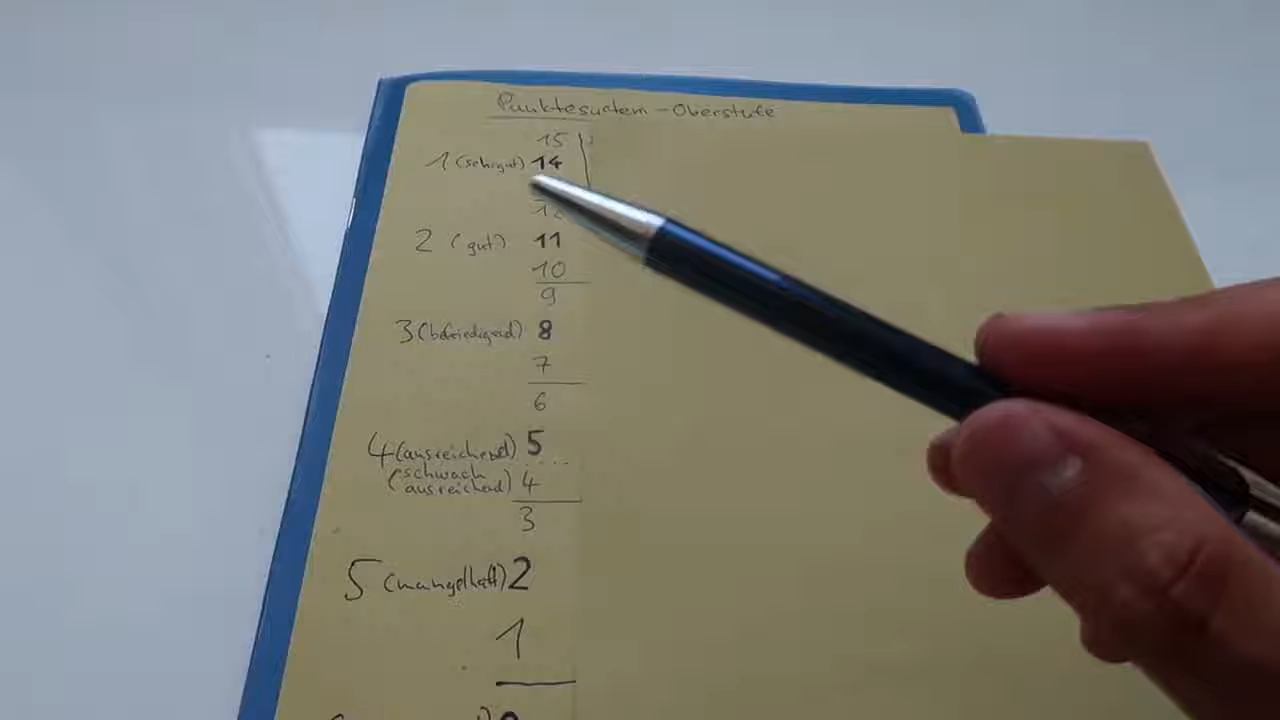 Punktesystem - Oberstufe
15
1 (sehr gut) 14
12
2 (gut) 11
10
9
3 (befriedigend) 8
7
6
4 (ausreichend) 5
(schwach
ausreichend) 4
3
5 (mangelhaft) 2
1